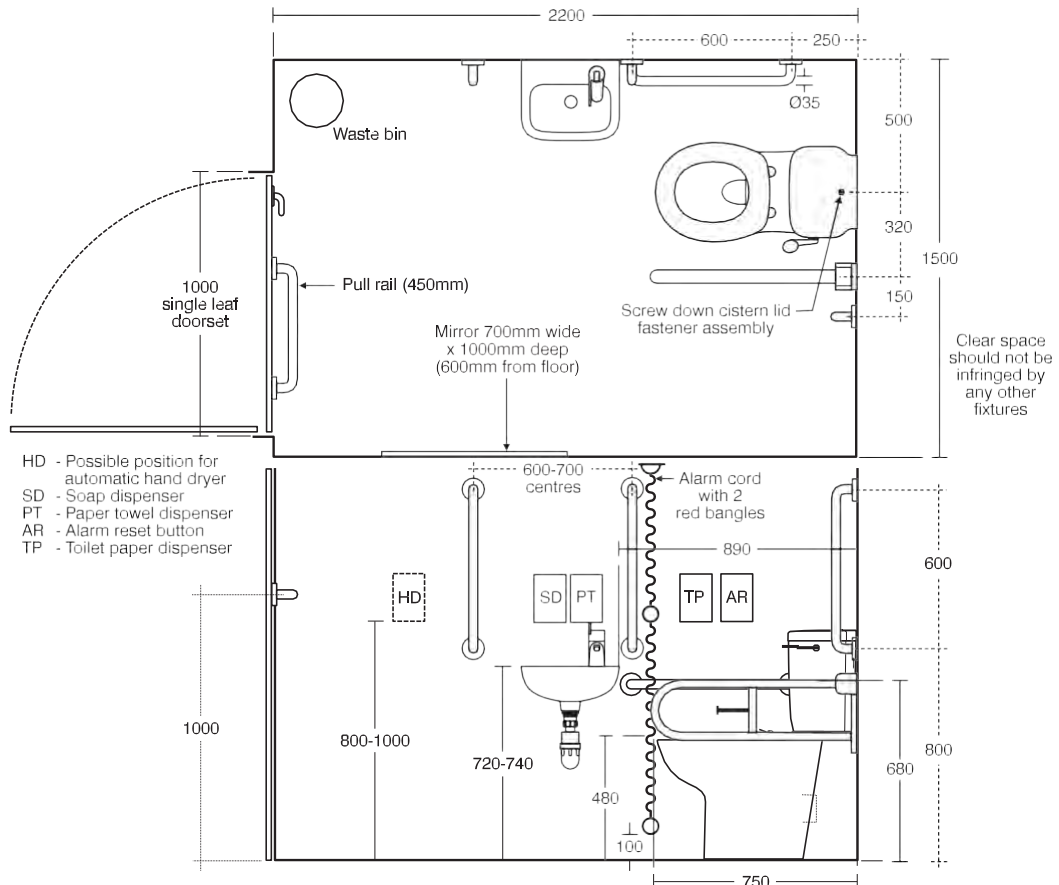 2200
600
250
Ø35
500
Waste bin
320
1000
single leaf
doorset
1500
Pull rail (450mm)
150
Screw down cistern lid
fastener assembly
Mirror 700mm wide
x 1000mm deep
(600mm from floor)
Clear space
should not be
infringed by
any other
fixtures
HD - Possible position for
automatic hand dryer
SD - Soap dispenser
PT - Paper towel dispenser
AR - Alarm reset button
TP - Toilet paper dispenser
600-700
centres
Alarm cord
with 2
red bangles
890
600
HD
SD
PT
TP
AR
1000
800-1000
720-740
480
680
800
100
750